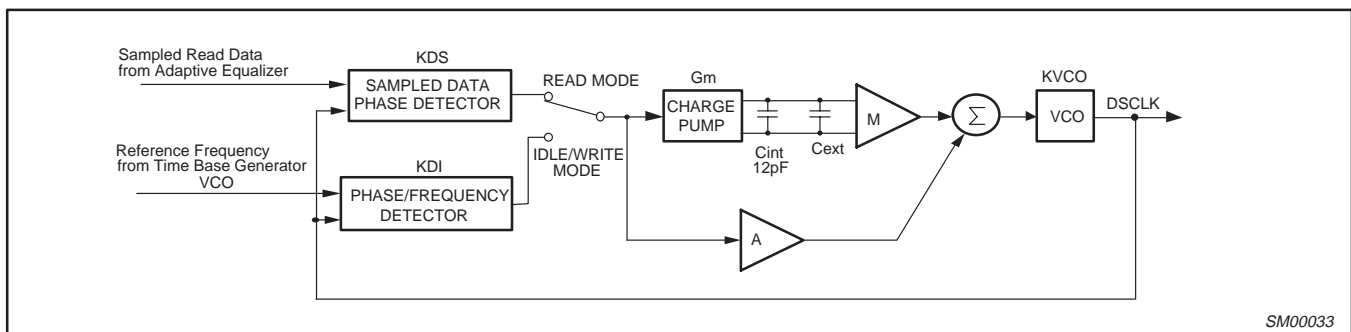 Sampled Read Data
from Adaptive Equalizer
KDS
SAMPLED DATA
PHASE DETECTOR
READ MODE
Gm
CHARGE
PUMP
Cint
12pF
Cext
M
Σ
KVCO
VCO
DSCLK
Reference Frequency
from Time Base Generator
VCO
KDI
PHASE/FREQUENCY
DETECTOR
IDLE/WRITE
MODE
A
SM00033